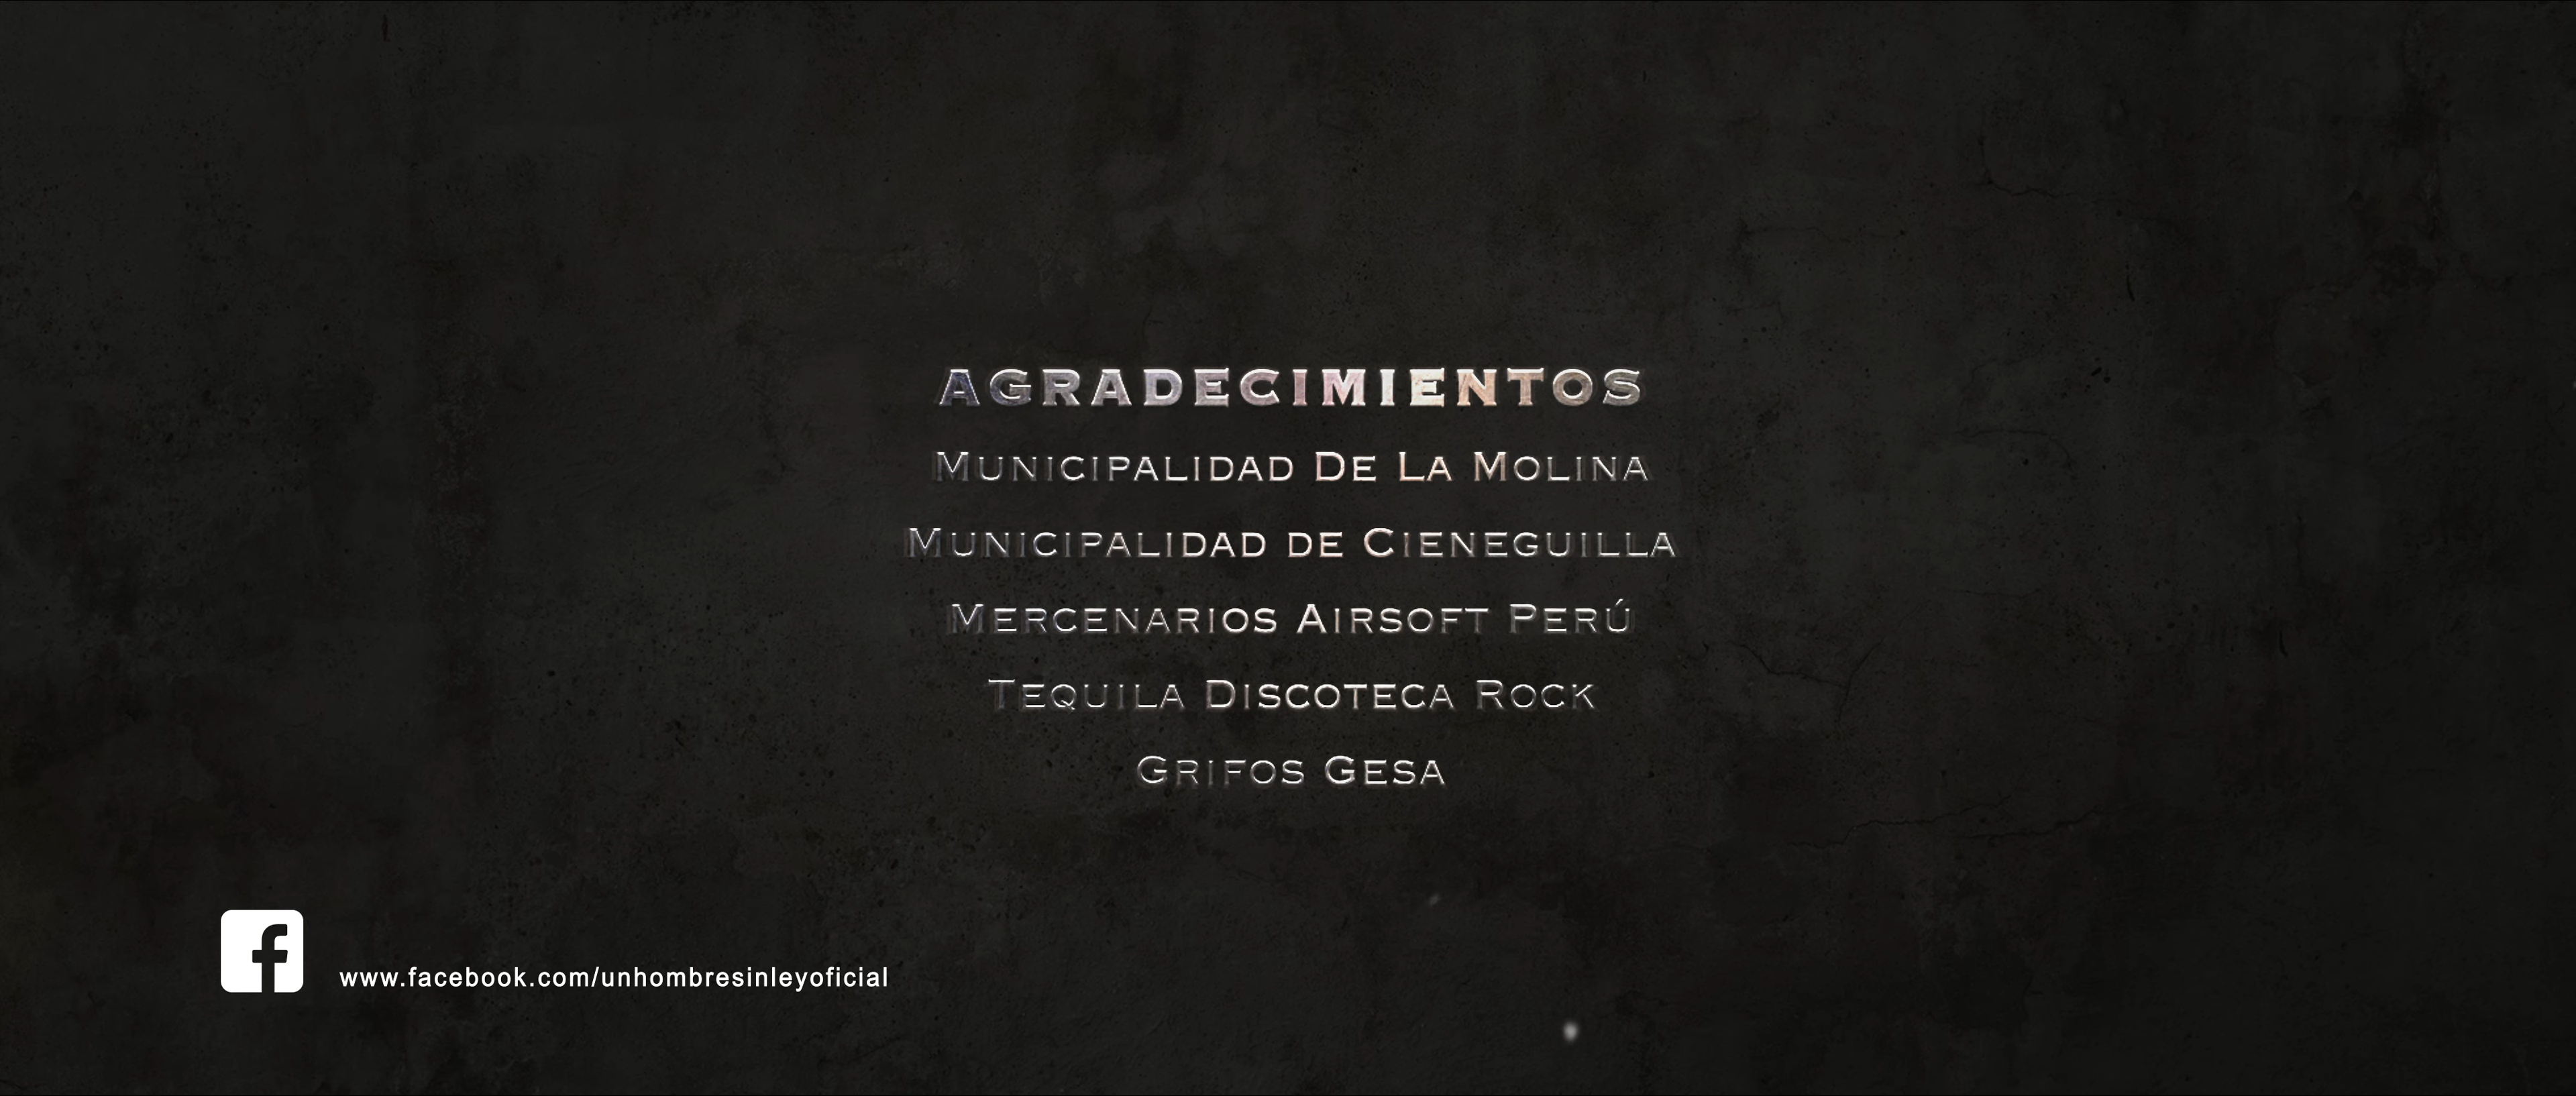 AGRADECIMIENTOS
MUNICIPALIDAD DE LA MOLINA
MUNICIPALIDAD DE CIENEGUILLA
MERCENARIOS AIRSOFT PERÚ
TEQUILA DISCOTECA ROCK
GRIFOS GESA
www.facebook.com/unhombresinleyoficial